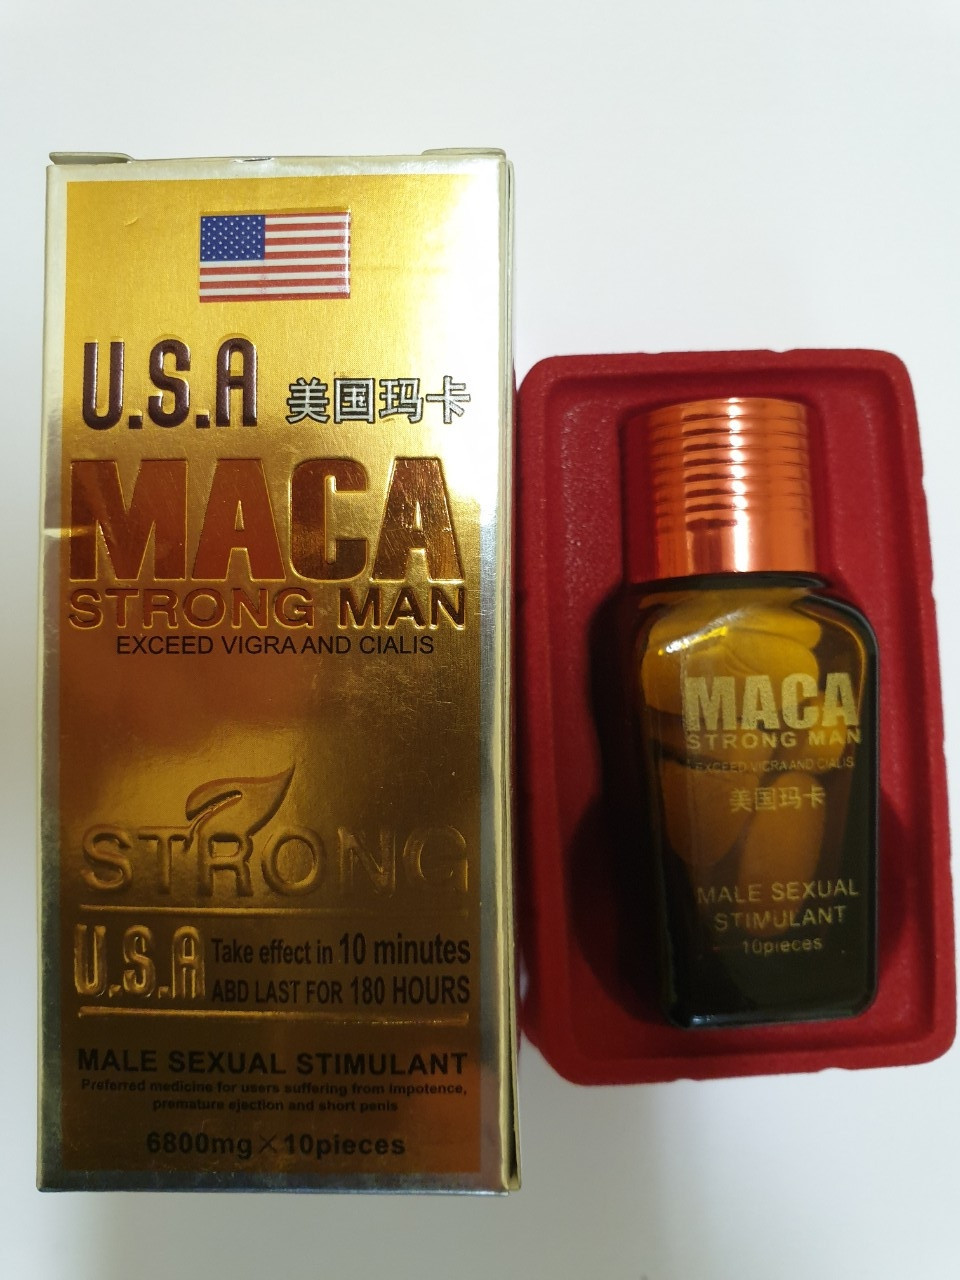 U.S.A 美国玛卡
MACA
STRONG MAN
EXCEED VIGRA AND CIALIS
STRONG
U.S.A
Take effect in 10 minutes
ABD LAST FOR 180 HOURS
MALE SEXUAL STIMULANT
Preferred medicine for users suffering from impotence,
premature ejection and short penis
6800mg×10pieces
MACA
STRONG MAN
EXCEED VIGRA AND CIALIS
美国玛卡
MALE SEXUAL
STIMULANT
10pieces